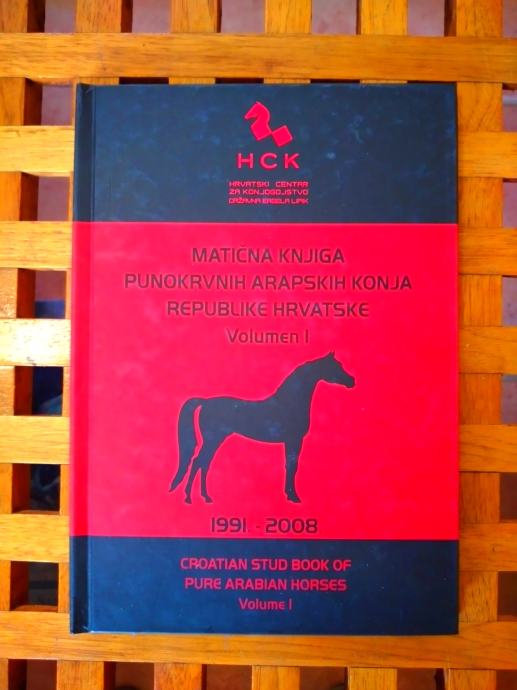 HCK
HRVATSKI CENTAR
ZA KONJOGOJSTVO
DRŽAVNA ERGELA LIPIK
MATIČNA KNJIGA
PUNOKRVNIH ARAPSKIH KONJA
REPUBLIKE HRVATSKE
Volumen I
1991. - 2008
CROATIAN STUD BOOK OF
PURE ARABIAN HORSES
Volume I